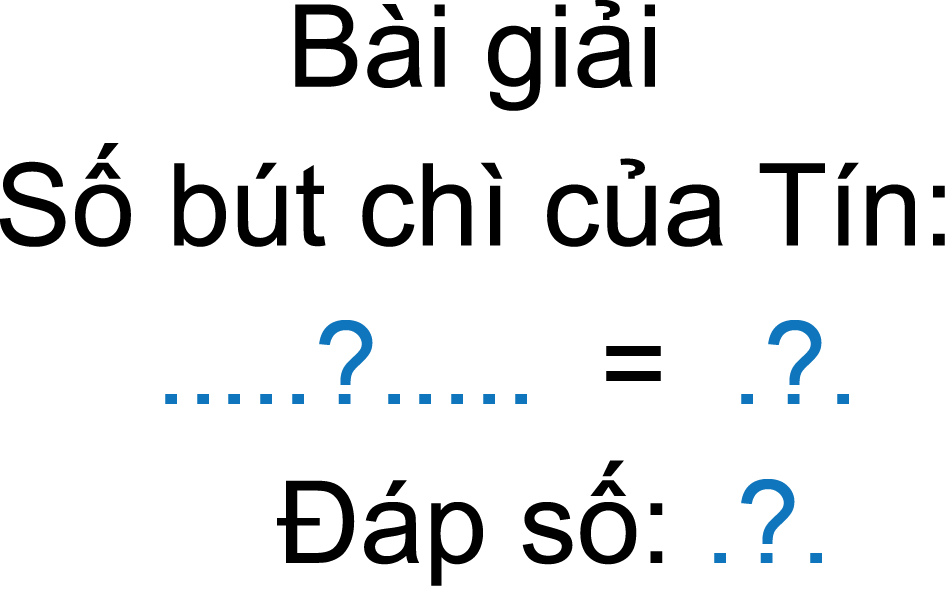 Bài giải
Số bút chì của Tín:
.....?..... = .?.
Đáp số: .?.